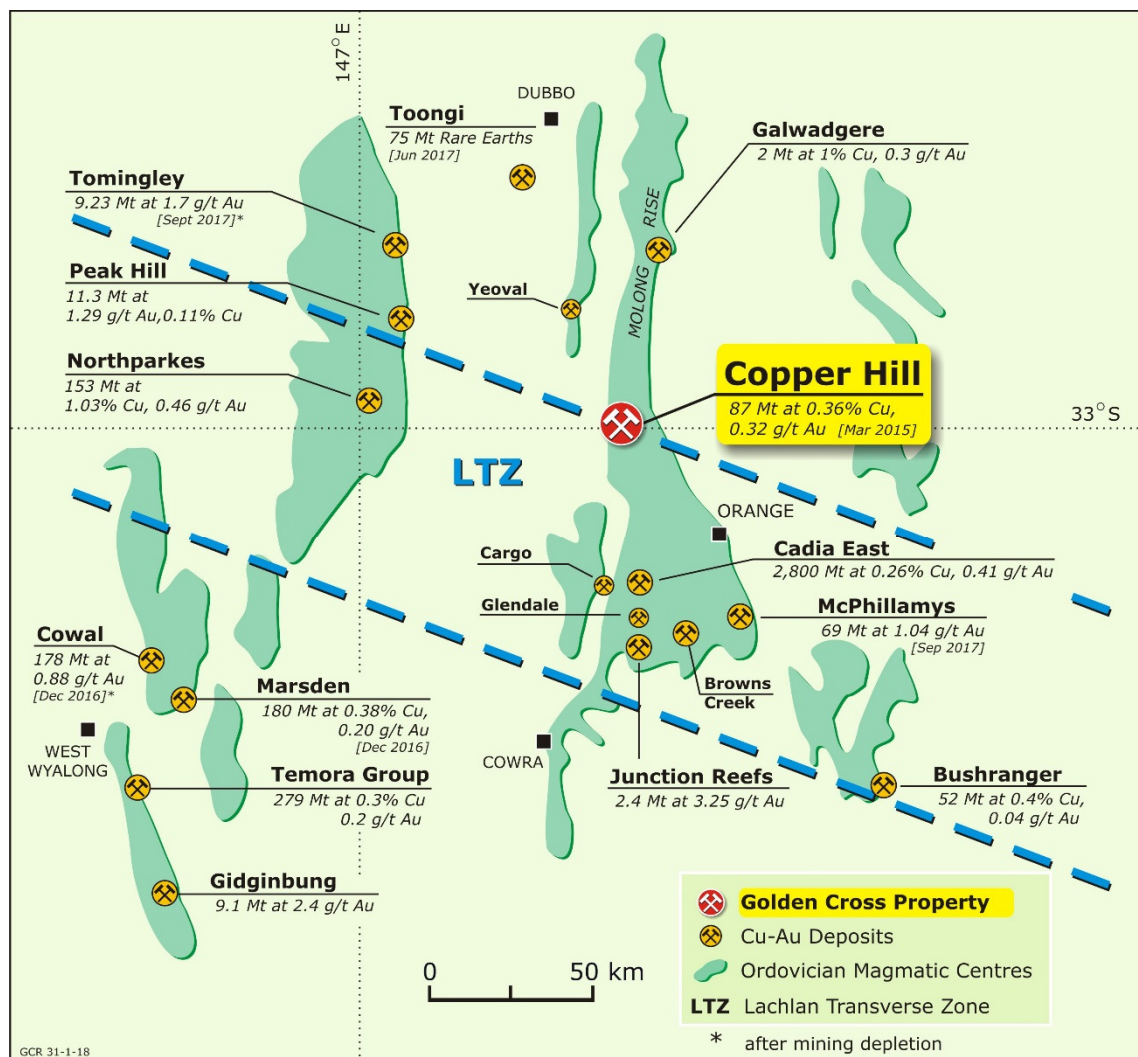 147°E
DUBBO
Toongi
75 Mt Rare Earths
[Jun 2017]
Galwadgere
2 Mt at 1% Cu, 0.3 g/t Au
Tomingley
9.23 Mt at 1.7 g/t Au
[Sept 2017]*
MOLONG RISE
Peak Hill
11.3 Mt at
1.29 g/t Au,0.11% Cu
Yeoval
Northparkes
153 Mt at
1.03% Cu, 0.46 g/t Au
Copper Hill
87 Mt at 0.36% Cu,
0.32 g/t Au [Mar 2015]
33°S
LTZ
ORANGE
Cargo
Cadia East
2,800 Mt at 0.26% Cu, 0.41 g/t Au
Glendale
McPhillamys
69 Mt at 1.04 g/t Au
[Sep 2017]
Cowal
178 Mt at
0.88 g/t Au
[Dec 2016]*
Marsden
180 Mt at 0.38% Cu,
0.20 g/t Au
[Dec 2016]
Browns
Creek
WEST
WYALONG
COWRA
Temora Group
279 Mt at 0.3% Cu
0.2 g/t Au
Junction Reefs
2.4 Mt at 3.25 g/t Au
Bushranger
52 Mt at 0.4% Cu,
0.04 g/t Au
Gidginbung
9.1 Mt at 2.4 g/t Au
0 50 km
Golden Cross Property
Cu-Au Deposits
Ordovician Magmatic Centres
LTZ Lachlan Transverse Zone
* after mining depletion
GCR 31-1-18